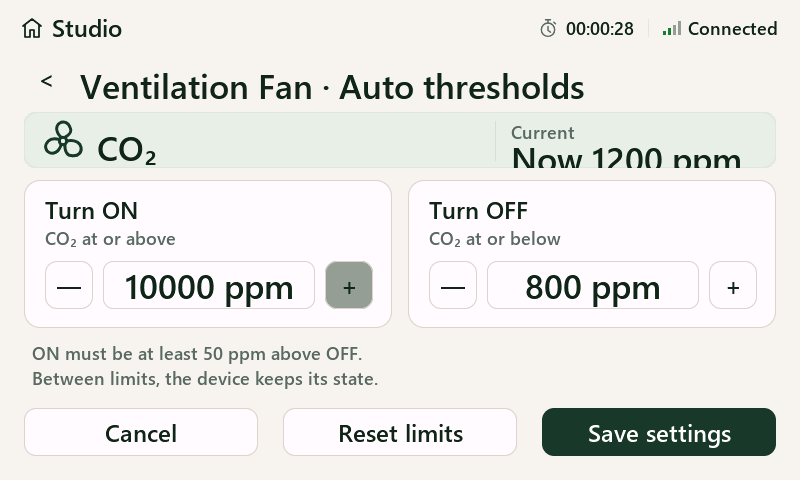 Studio
00:00:28
Connected
< Ventilation Fan · Auto thresholds
CO₂
Current
Now 1200 ppm
Turn ON
CO₂ at or above
— 10000 ppm +
Turn OFF
CO₂ at or below
— 800 ppm +
ON must be at least 50 ppm above OFF.
Between limits, the device keeps its state.
Cancel
Reset limits
Save settings